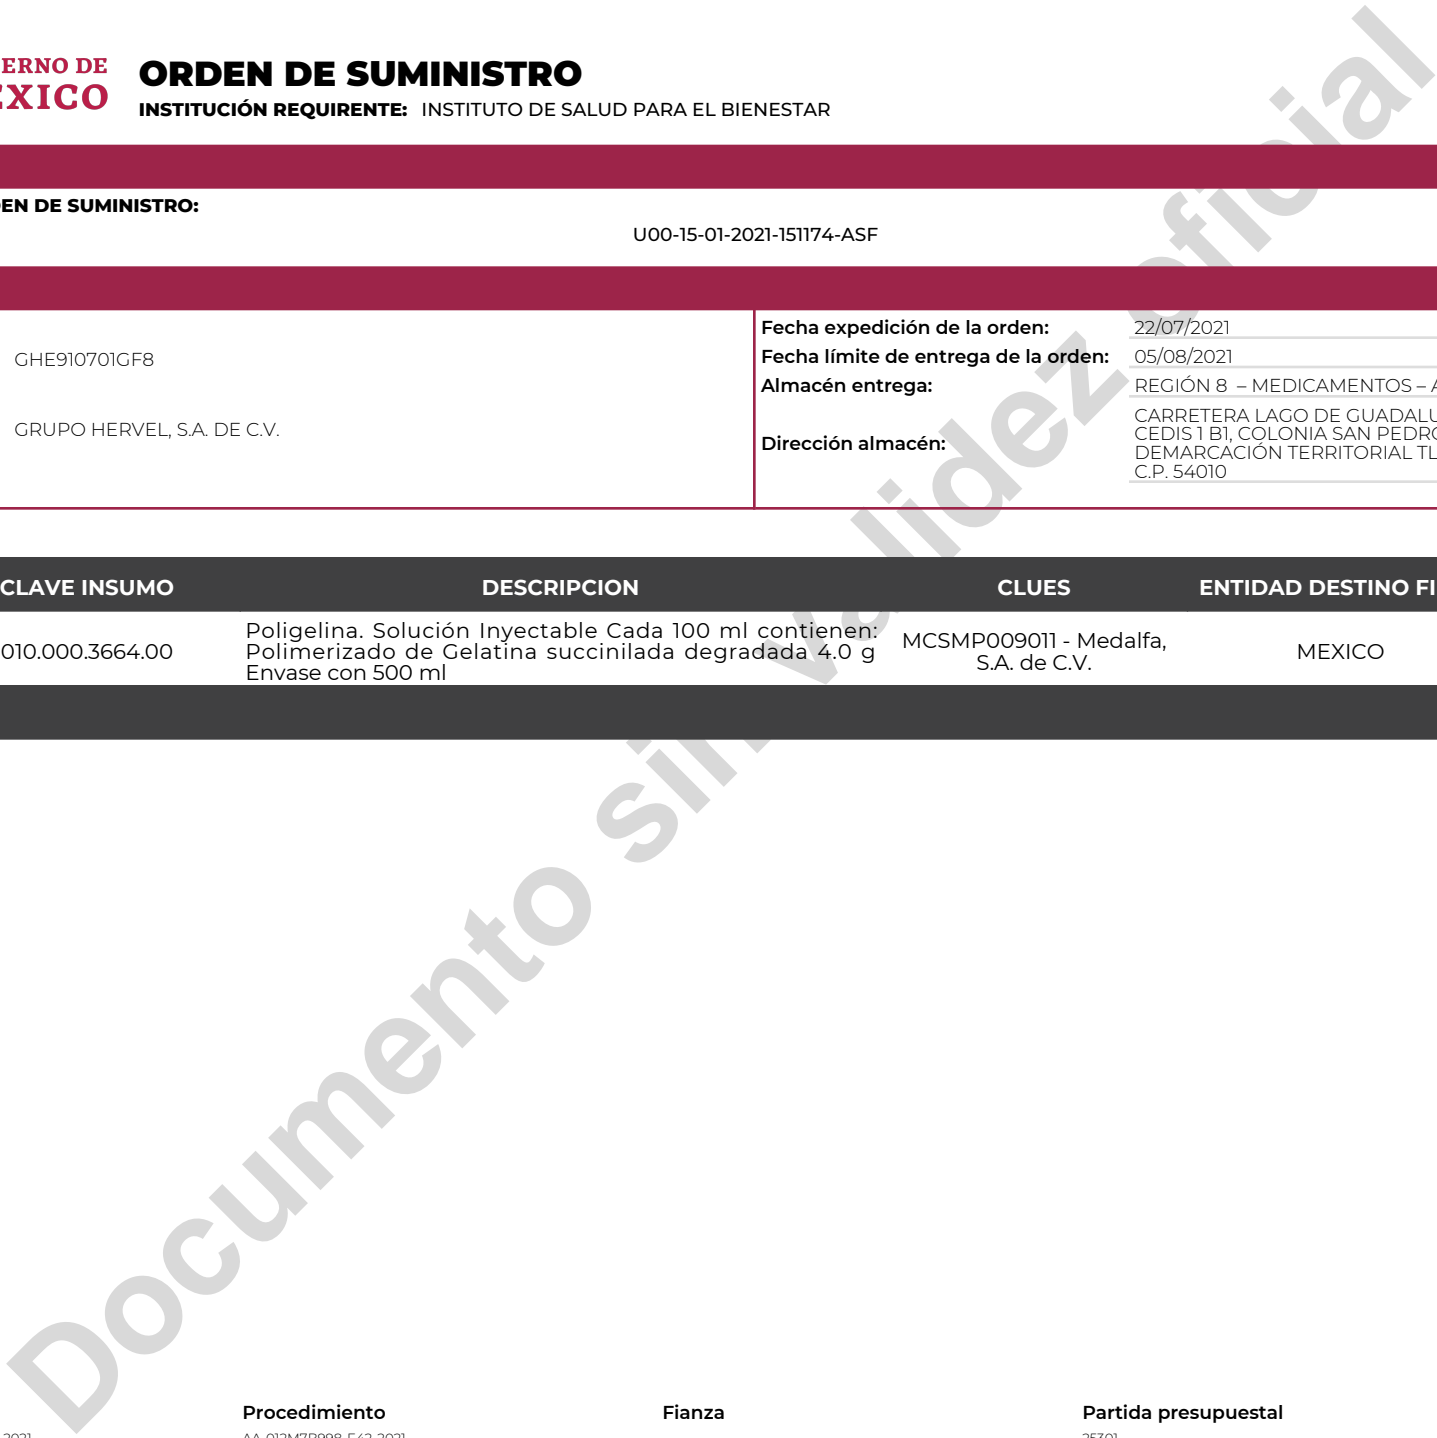 ERNO DE
EXICO
ORDEN DE SUMINISTRO
INSTITUCIÓN REQUIRENTE: INSTITUTO DE SALUD PARA EL BIENESTAR
EN DE SUMINISTRO:
U00-15-01-2021-151174-ASF
GHE910701GF8
GRUPO HERVEL, S.A. DE C.V.
Fecha expedición de la orden: 22/07/2021
Fecha límite de entrega de la orden: 05/08/2021
Almacén entrega: REGIÓN 8 – MEDICAMENTOS – A
Dirección almacén:
CARRETERA LAGO DE GUADALU
CEDIS 1 B1, COLONIA SAN PEDRO
DEMARCACIÓN TERRITORIAL TL
C.P. 54010
CLAVE INSUMO DESCRIPCION CLUES ENTIDAD DESTINO FI
010.000.3664.00
Poligelina. Solución Inyectable Cada 100 ml contienen:
Polimerizado de Gelatina succinilada degradada 4.0 g
Envase con 500 ml
MCSMP009011 - Medalfa,
S.A. de C.V.
MEXICO
Documento sin validez oficial
Procedimiento Fianza Partida presupuestal